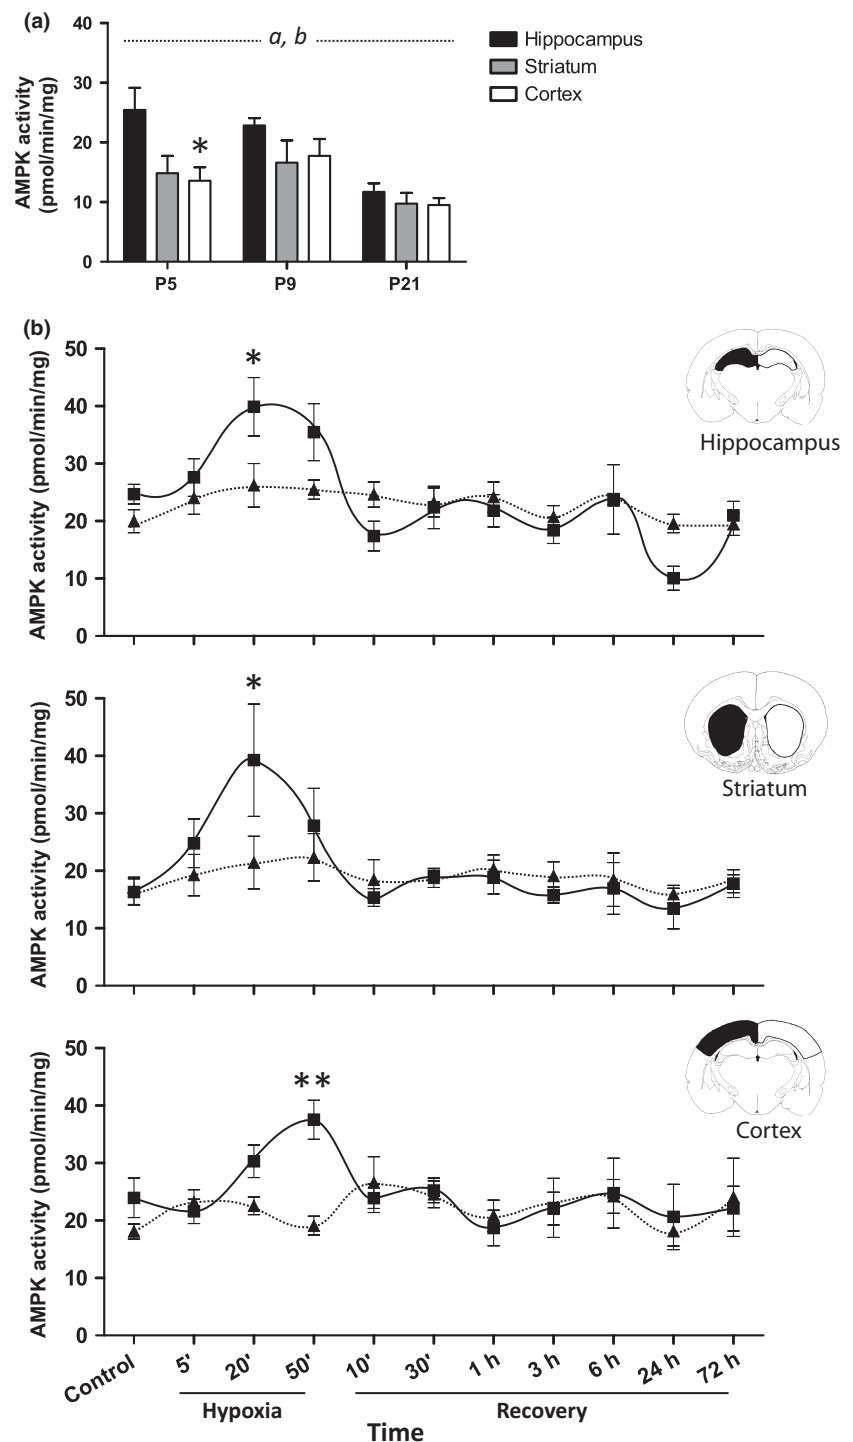 (a)
a, b
AMPK activity
(pmol/min/mg)
40
30
20
10
0
P5
P9
P21
*
Hippocampus
Striatum
Cortex
(b)
AMPK activity (pmol/min/mg)
50
40
30
20
10
0
*
Hippocampus
AMPK activity (pmol/min/mg)
50
40
30
20
10
0
*
Striatum
AMPK activity (pmol/min/mg)
50
40
30
20
10
0
**
Cortex
Control
5'
20'
50'
10'
30'
1 h
3 h
6 h
24 h
72 h
Hypoxia
Recovery
Time